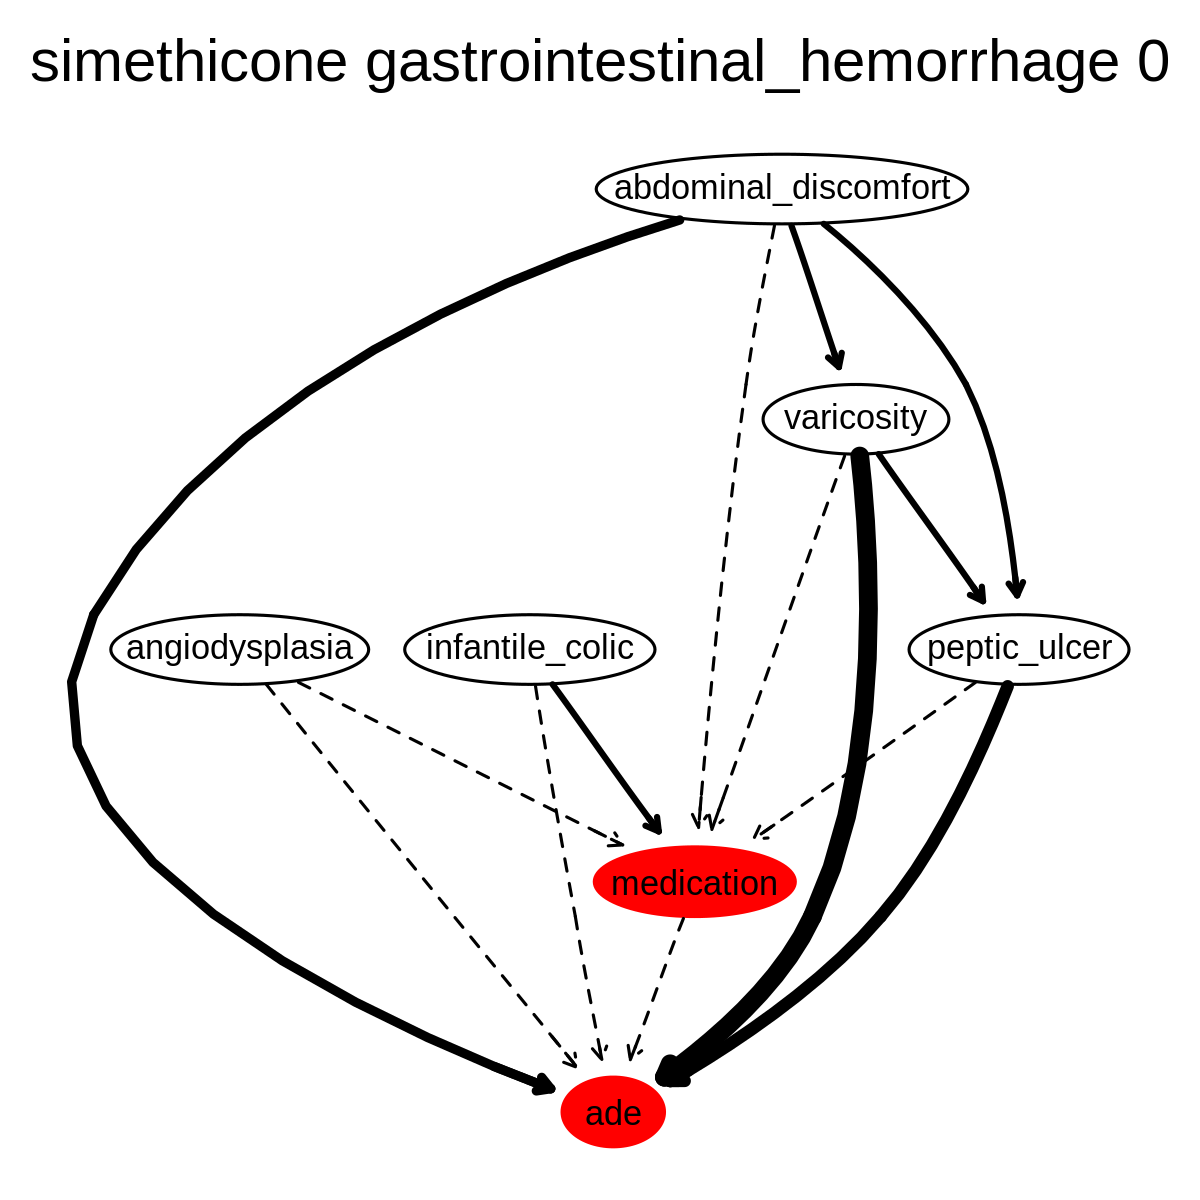 simethicone gastrointestinal_hemorrhage 0
abdominal_discomfort
varicosity
angiodysplasia
infantile_colic
peptic_ulcer
medication
ade